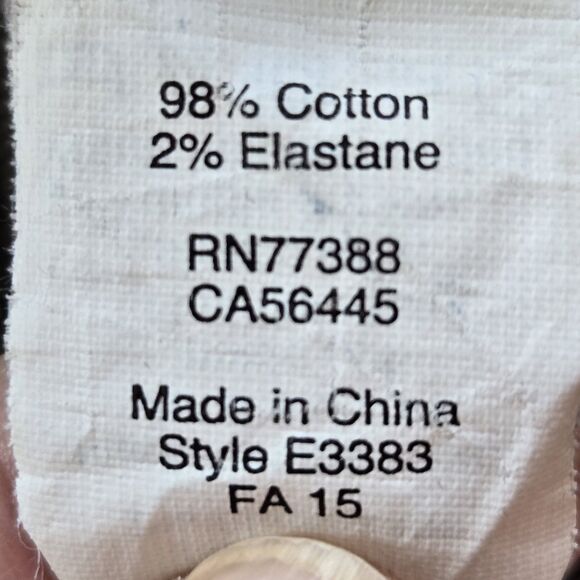 98% Cotton
2% Elastane
RN77388
CA56445
Made in China
Style E3383
FA 15